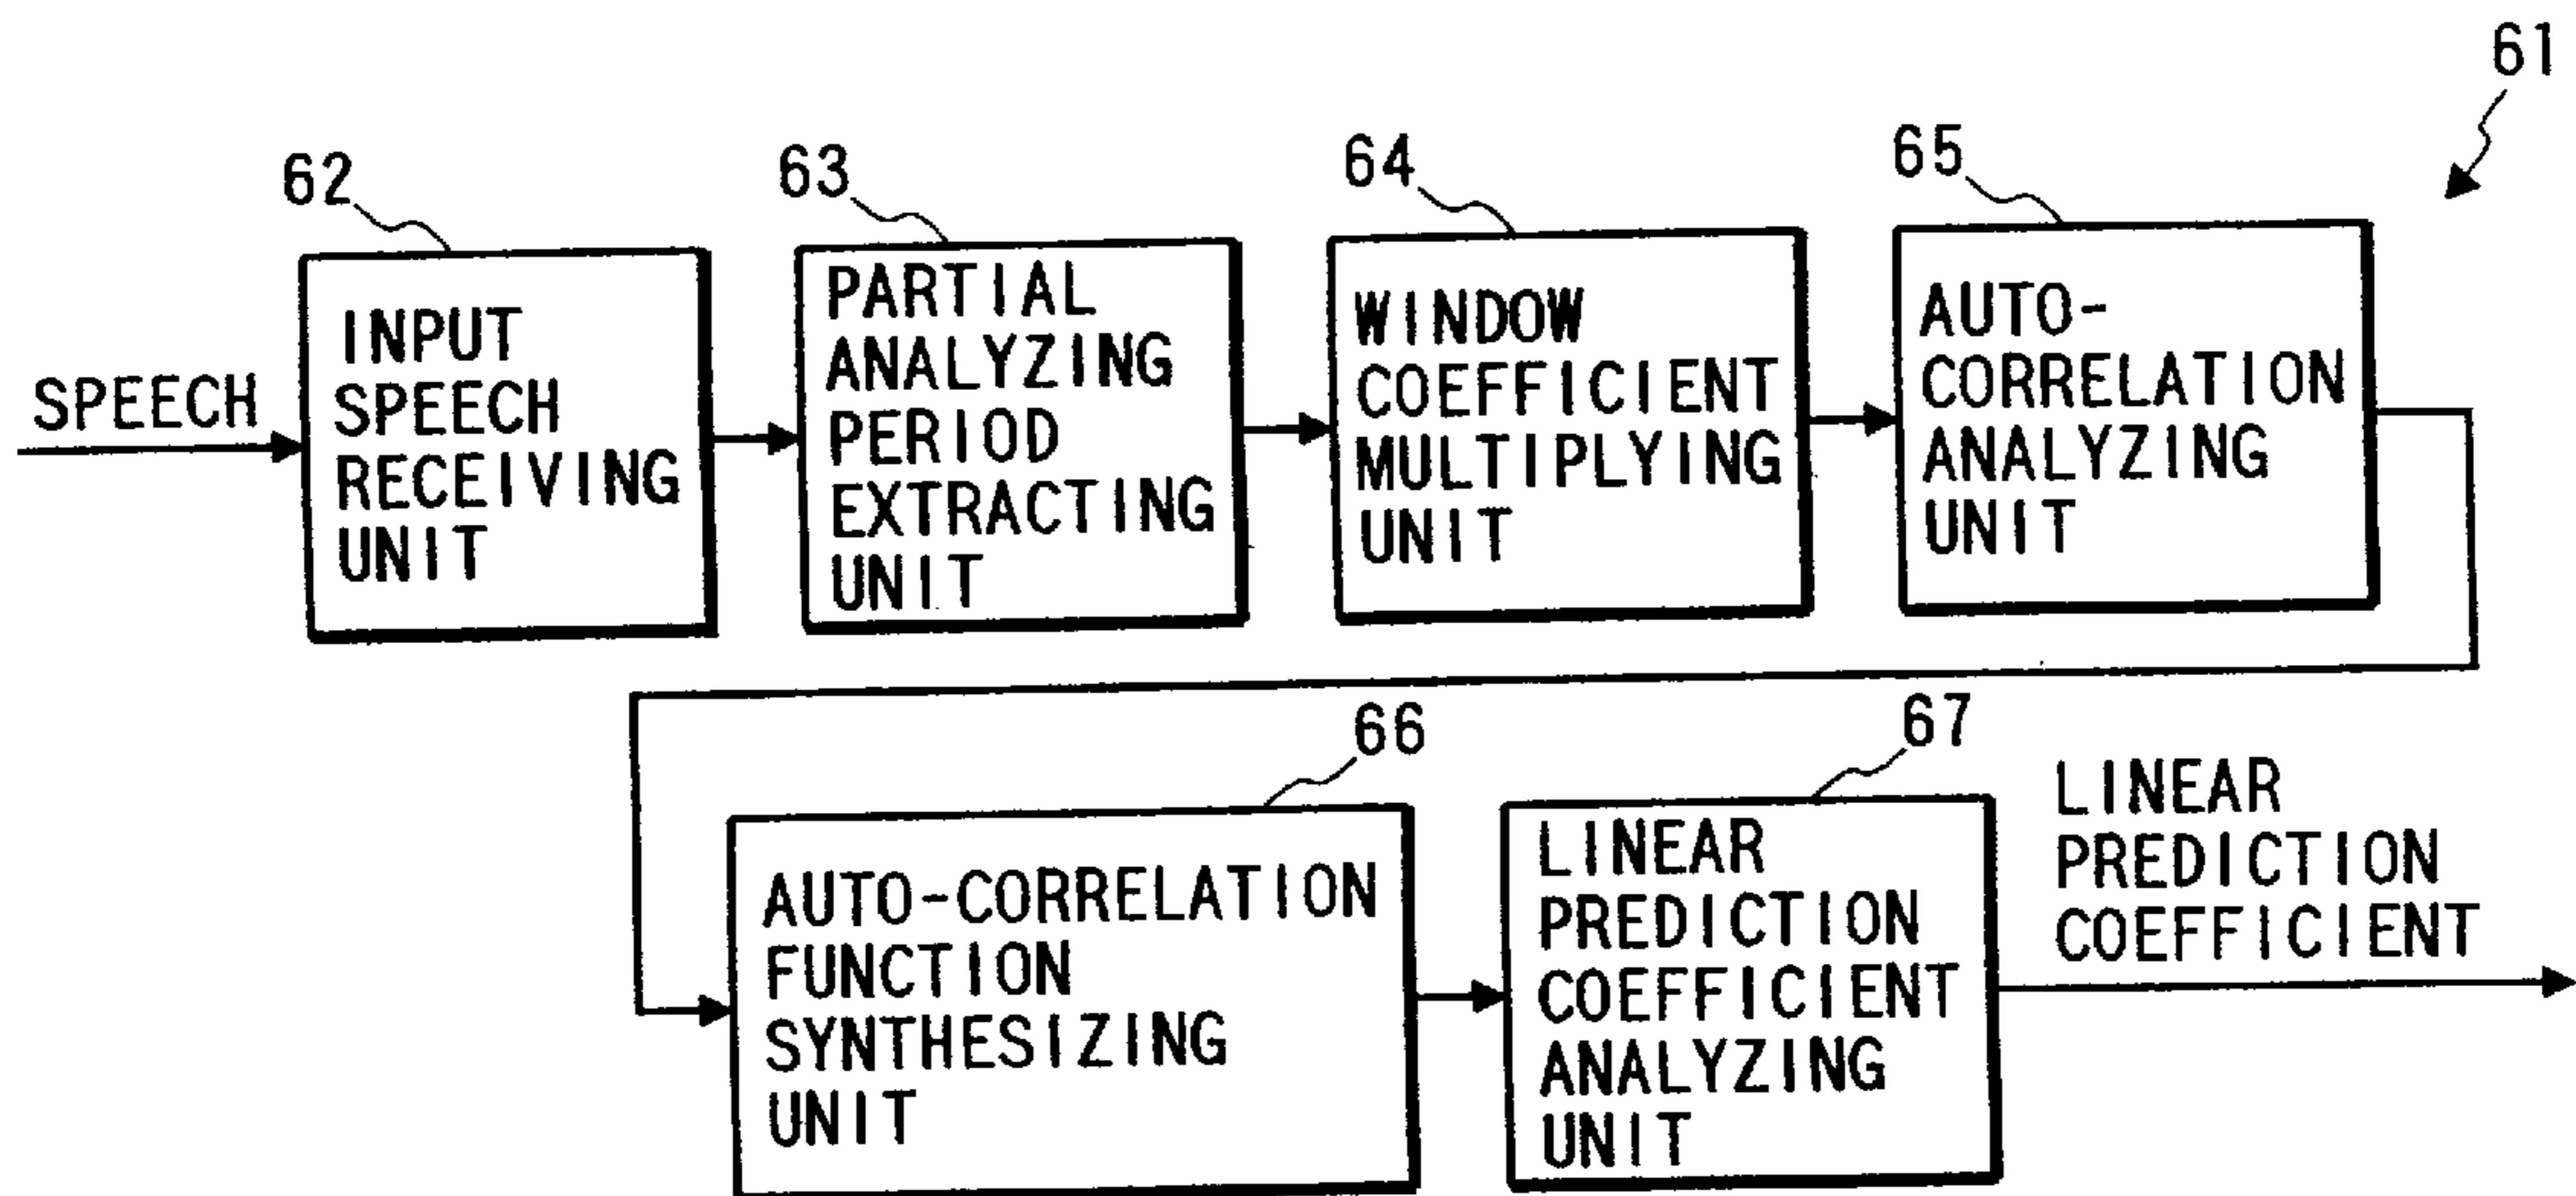 61
62
63
64
65
SPEECH
INPUT
SPEECH
RECEIVING
UNIT
PARTIAL
ANALYZING
PERIOD
EXTRACTING
UNIT
WINDOW
COEFFICIENT
MULTIPLYING
UNIT
AUTO-
CORRELATION
ANALYZING
UNIT
66
67
AUTO-CORRELATION
FUNCTION
SYNTHESIZING
UNIT
LINEAR
PREDICTION
COEFFICIENT
ANALYZING
UNIT
LINEAR
PREDICTION
COEFFICIENT